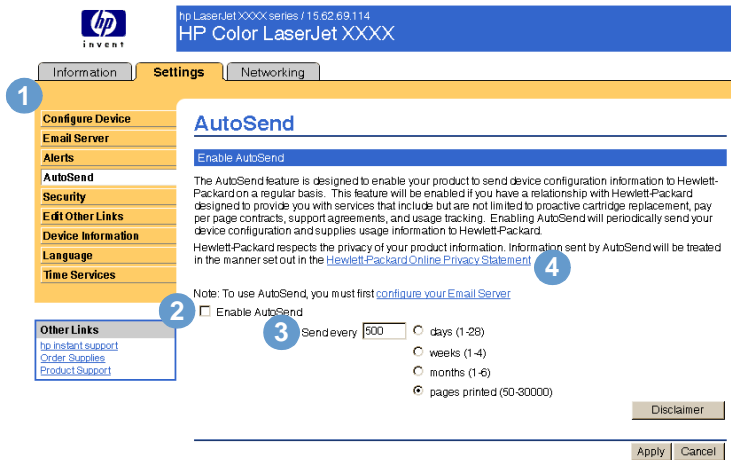 hp
invent
hp LaserJet XXXX series / 15.62.69.114
HP Color LaserJet XXXX
Information
Settings
Networking
1
Configure Device
Email Server
Alerts
AutoSend
Security
Edit Other Links
Device Information
Language
Time Services
Other Links
hp instant support
Order Supplies
Product Support
AutoSend
Enable AutoSend
The AutoSend feature is designed to enable your product to send device configuration information to Hewlett-
Packard on a regular basis. This feature will be enabled if you have a relationship with Hewlett-Packard
designed to provide you with services that include but are not limited to proactive cartridge replacement, pay
per page contracts, support agreements, and usage tracking. Enabling AutoSend will periodically send your
device configuration and supplies usage information to Hewlett-Packard.
Hewlett-Packard respects the privacy of your product information. Information sent by AutoSend will be treated
in the manner set out in the Hewlett-Packard Online Privacy Statement
4
Note: To use AutoSend, you must first configure your Email Server
2
Enable AutoSend
3
Send every 500
days (1-28)
weeks (1-4)
months (1-6)
pages printed (50-30000)
Disclaimer
Apply
Cancel